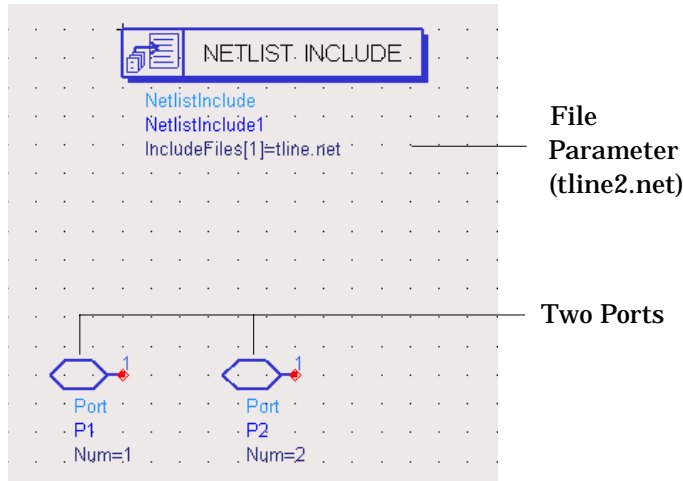 NETLIST INCLUDE
NetlistInclude
NetlistInclude1
IncludeFiles[1]=tline.net
File
Parameter
(tline2.net)
Two Ports
1
1
Port
Port
P1
P2
Num=1
Num=2